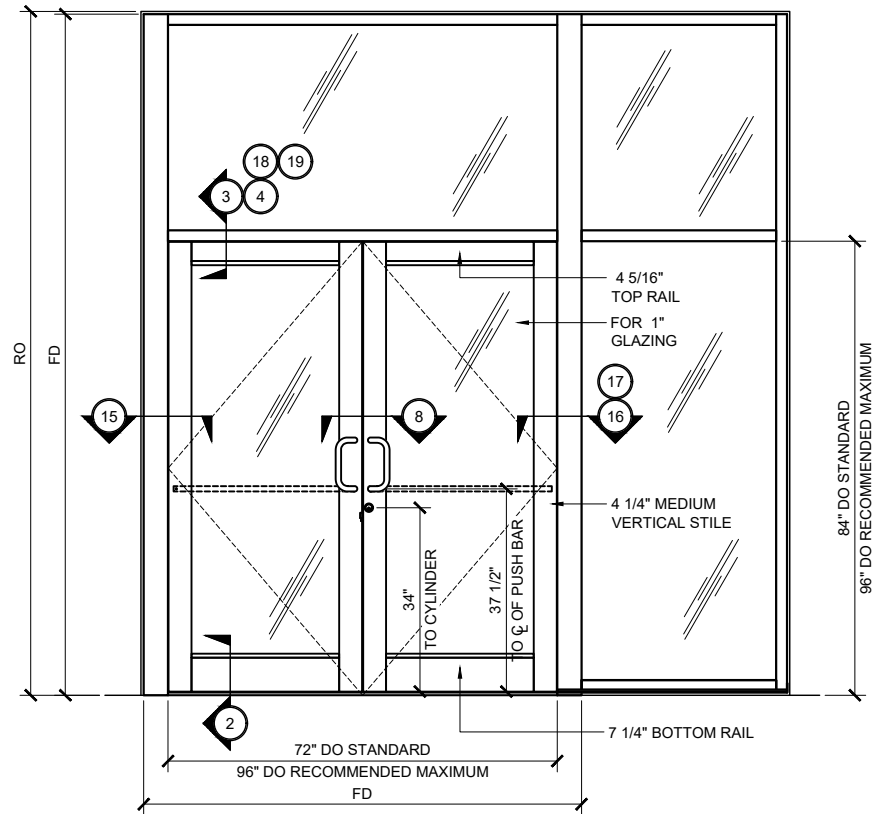 18 19
3 4
4 5/16"
TOP RAIL
FOR 1"
GLAZING
RO
FD
17
15
8
16
84" DO STANDARD
96" DO RECOMMENDED MAXIMUM
4 1/4" MEDIUM
VERTICAL STILE
34"
TO CYLINDER
37 1/2"
TO ℄ OF PUSH BAR
2
7 1/4" BOTTOM RAIL
72" DO STANDARD
96" DO RECOMMENDED MAXIMUM
FD